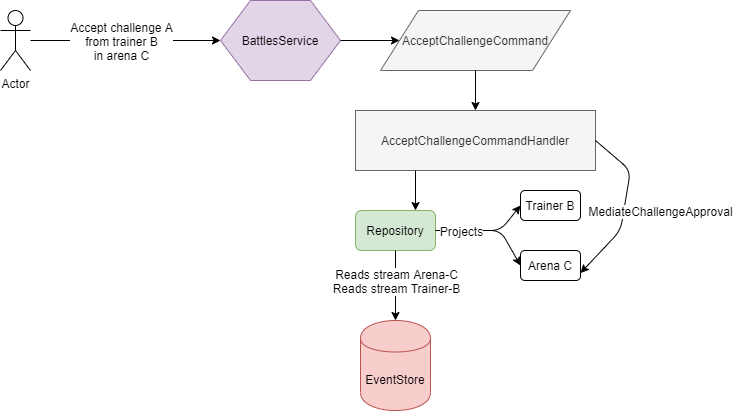 Accept challenge A
from trainer B
in arena C
Actor
BattlesService
AcceptChallengeCommand
AcceptChallengeCommandHandler
Repository
Projects
Trainer B
MediateChallengeApproval
Arena C
Reads stream Arena-C
Reads stream Trainer-B
EventStore